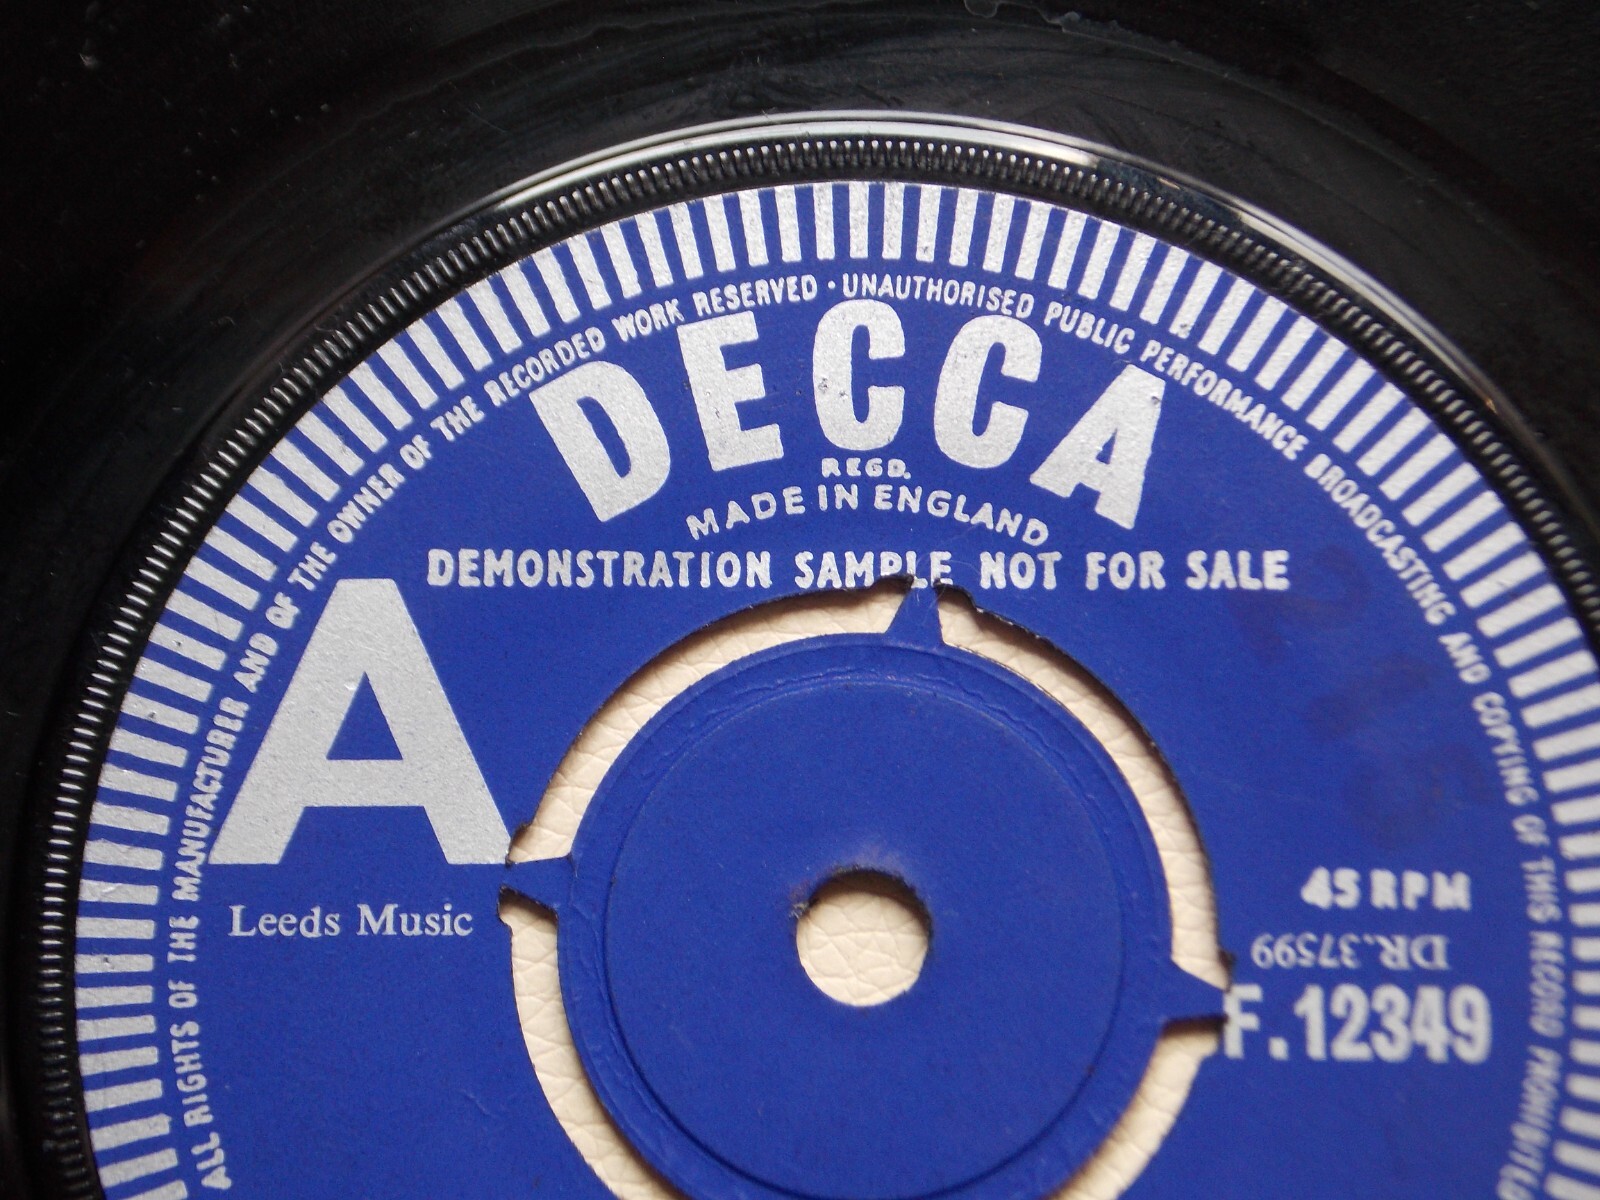 ALL RIGHTS OF THE MANUFACTURER AND OF THE OWNER OF THE RECORDED WORK RESERVED · UNAUTHORISED PUBLIC PERFORMANCE BROADCASTING AND COPYING OF THIS RECORD PROHIBITED
DECCA
REGD.
MADE IN ENGLAND
DEMONSTRATION SAMPLE NOT FOR SALE
A
Leeds Music
45 RPM
DR.37599
F.12349